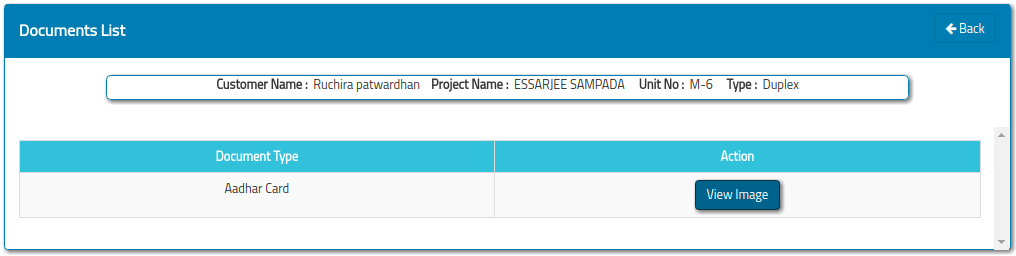 Documents List
Back
Customer Name : Ruchira patwardhan Project Name : ESSARJEE SAMPADA Unit No : M-6 Type : Duplex
Document Type Action
Aadhar Card View Image